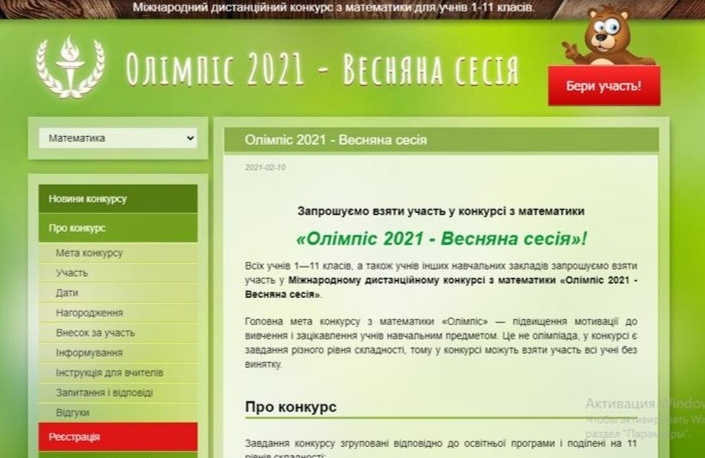 Міжнародний дистанційний конкурс з математики для учнів 1-11 класів.
Олімпіс 2021 - Весняна сесія
Бери участь!
Математика
Новини конкурсу
Про конкурс
Мета конкурсу
Участь
Дати
Нагородження
Внесок за участь
Інформування
Інструкція для вчителів
Запитання і відповіді
Відгуки
Реєстрація
Олімпіс 2021 - Весняна сесія
2021-02-10
Запрошуємо взяти участь у конкурсі з математики
«Олімпіс 2021 - Весняна сесія»!
Всіх учнів 1—11 класів, а також учнів інших навчальних закладів запрошуємо взяти
участь у Міжнародному дистанційному конкурсі з математики «Олімпіс 2021 -
Весняна сесія».
Головна мета конкурсу з математики «Олімпіс» — підвищення мотивації до
вивчення і зацікавлення учнів навчальним предметом. Це не олімпіада, у конкурсі є
завдання різного рівня складності, тому у конкурсі можуть взяти участь всі учні без
винятку.
Про конкурс
Завдання конкурсу згруповані відповідно до освітньої програми і поділені на 11
рівнів складності:
Активация Window
Чтобы активировать Wi
раздел "Параметры".